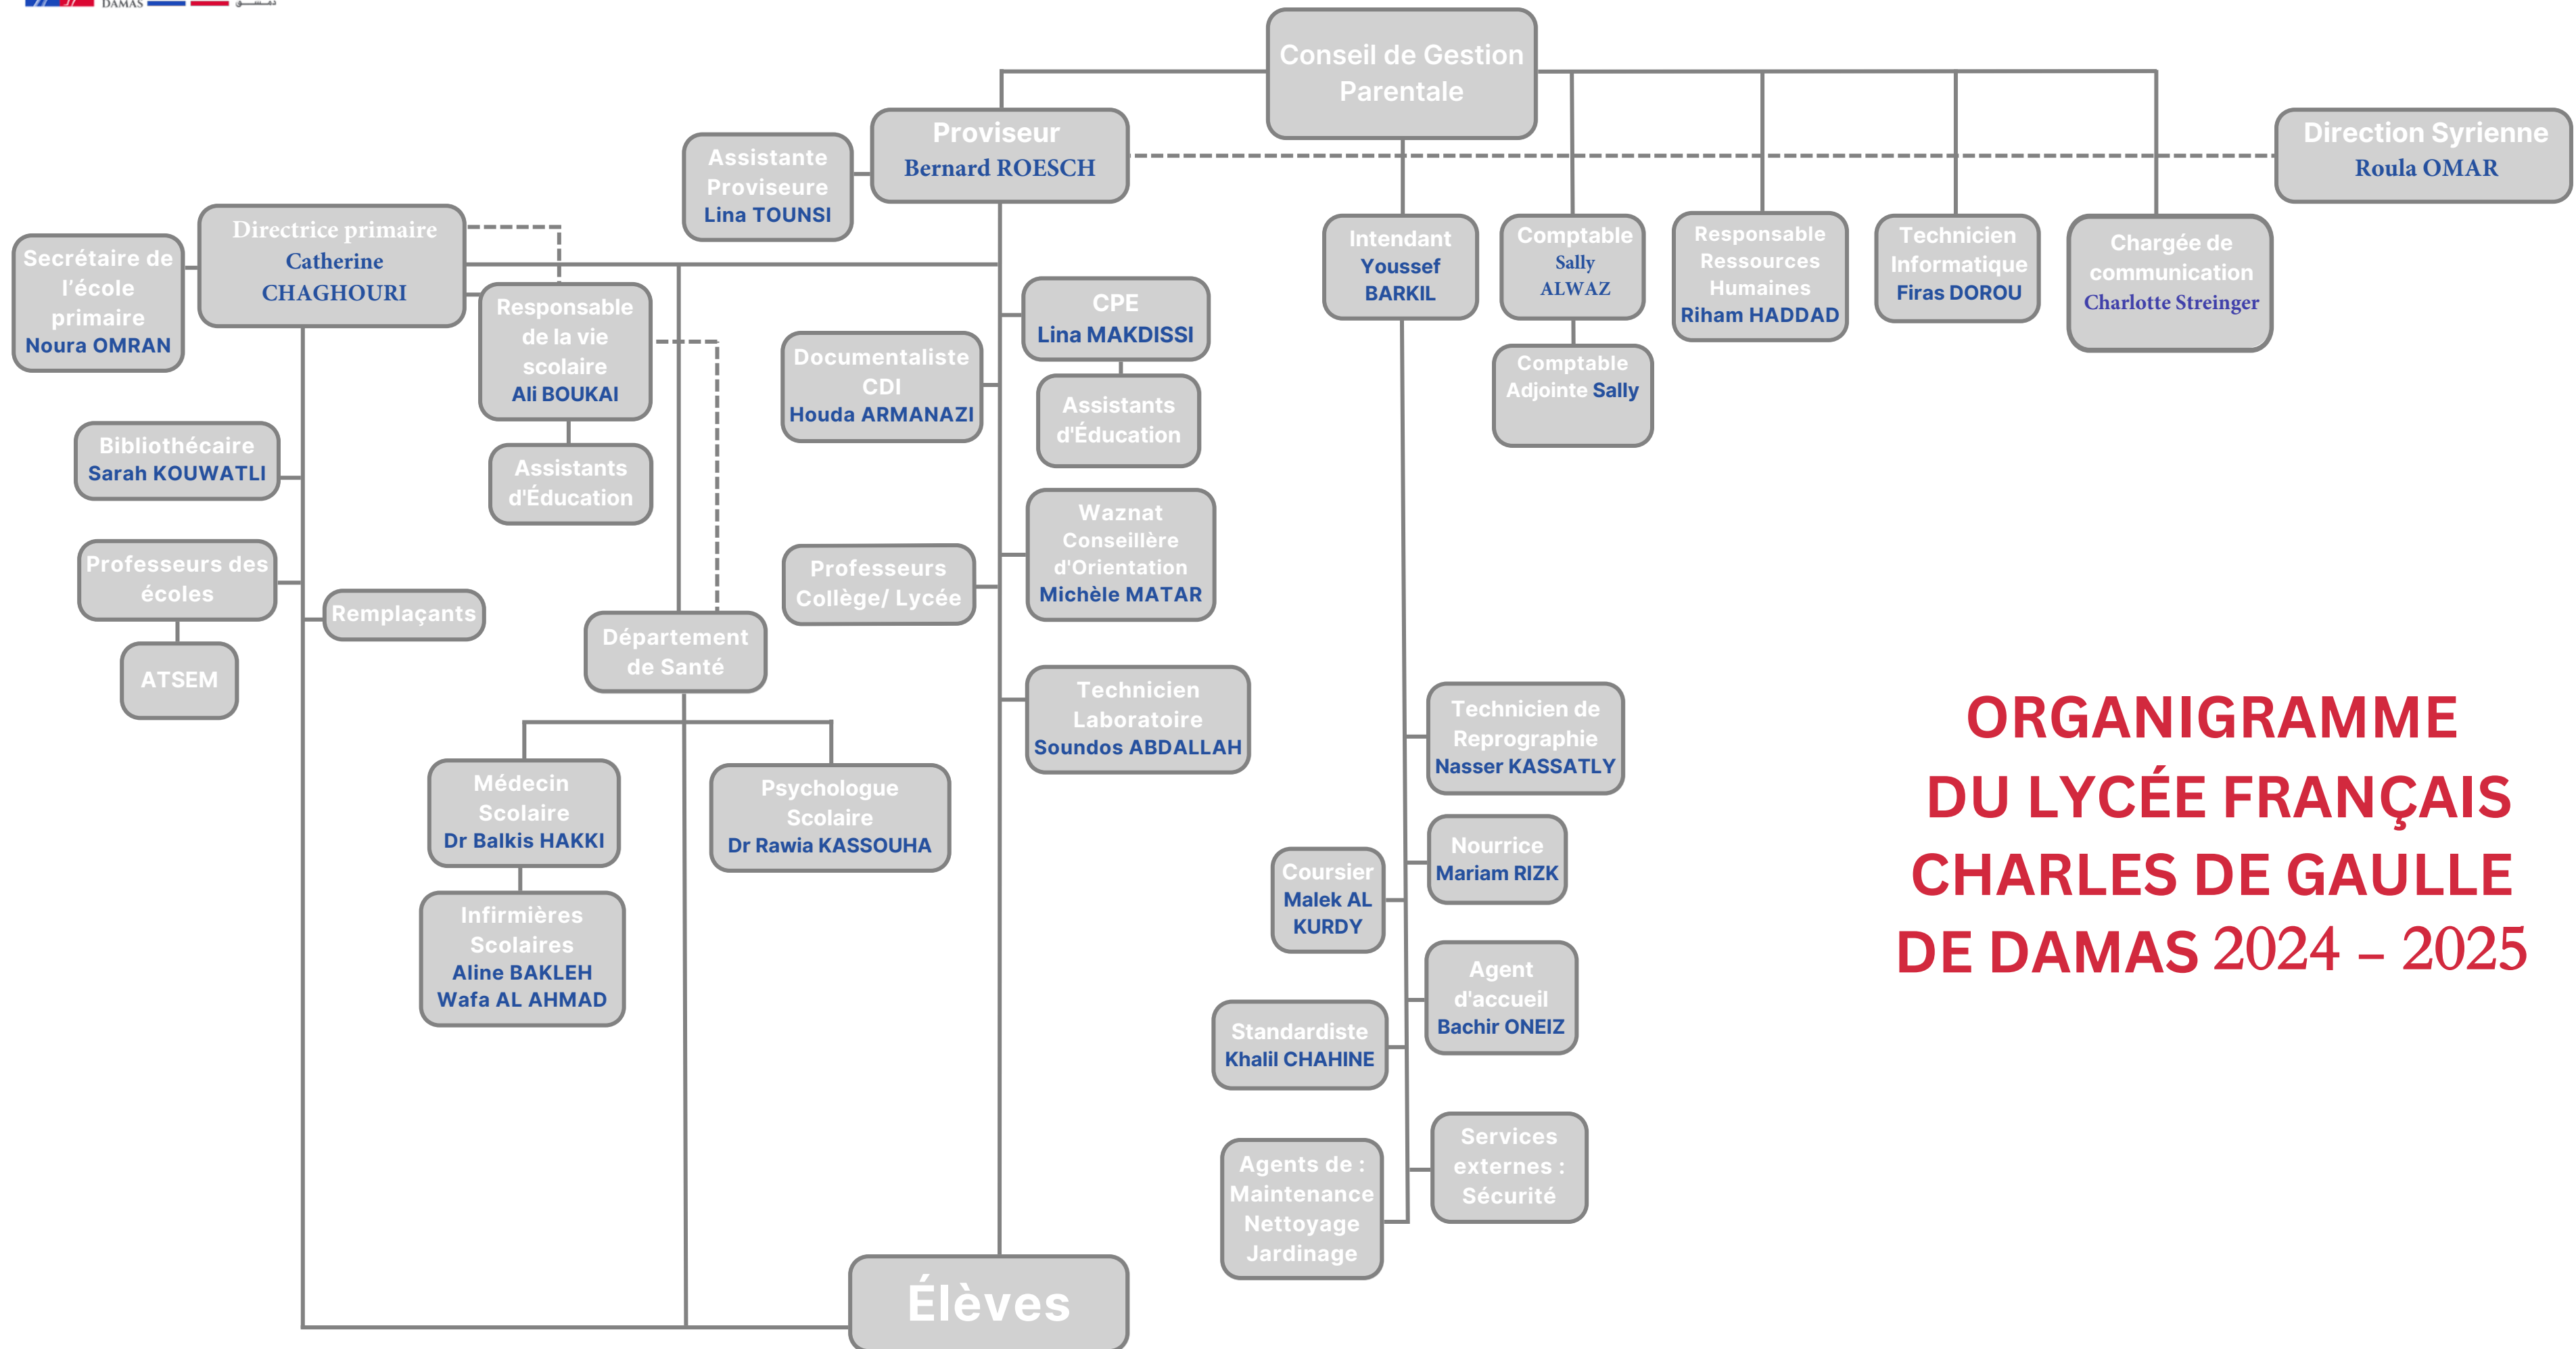 DAMAS
دمشق
Conseil de Gestion
Parentale
Proviseur
Bernard ROESCH
Direction Syrienne
Roula OMAR
Assistante
Proviseure
Lina TOUNSI
Directrice primaire
Catherine
CHAGHOURI
Secrétaire de
l’école
primaire
Noura OMRAN
Responsable
de la vie
scolaire
Ali BOUKAI
Assistants
d'Éducation
Bibliothécaire
Sarah KOUWATLI
Professeurs des
écoles
ATSEM
Remplaçants
Département
de Santé
Médecin
Scolaire
Dr Balkis HAKKI
Infirmières
Scolaires
Aline BAKLEH
Wafa AL AHMAD
Psychologue
Scolaire
Dr Rawia KASSOUHA
Documentaliste
CDI
Houda ARMANAZI
Professeurs
Collège/ Lycée
CPE
Lina MAKDISSI
Assistants
d'Éducation
Waznat
Conseillère
d'Orientation
Michèle MATAR
Technicien
Laboratoire
Soundos ABDALLAH
Intendant
Youssef
BARKIL
Comptable
Sally
ALWAZ
Comptable
Adjointe Sally
Responsable
Ressources
Humaines
Riham HADDAD
Technicien
Informatique
Firas DOROU
Chargée de
communication
Charlotte Streinger
Technicien de
Reprographie
Nasser KASSATLY
Nourrice
Mariam RIZK
Coursier
Malek AL
KURDY
Agent
d'accueil
Bachir ONEIZ
Standardiste
Khalil CHAHINE
Services
externes :
Sécurité
Agents de :
Maintenance
Nettoyage
Jardinage
Élèves
ORGANIGRAMME
DU LYCÉE FRANÇAIS
CHARLES DE GAULLE
DE DAMAS 2024 – 2025